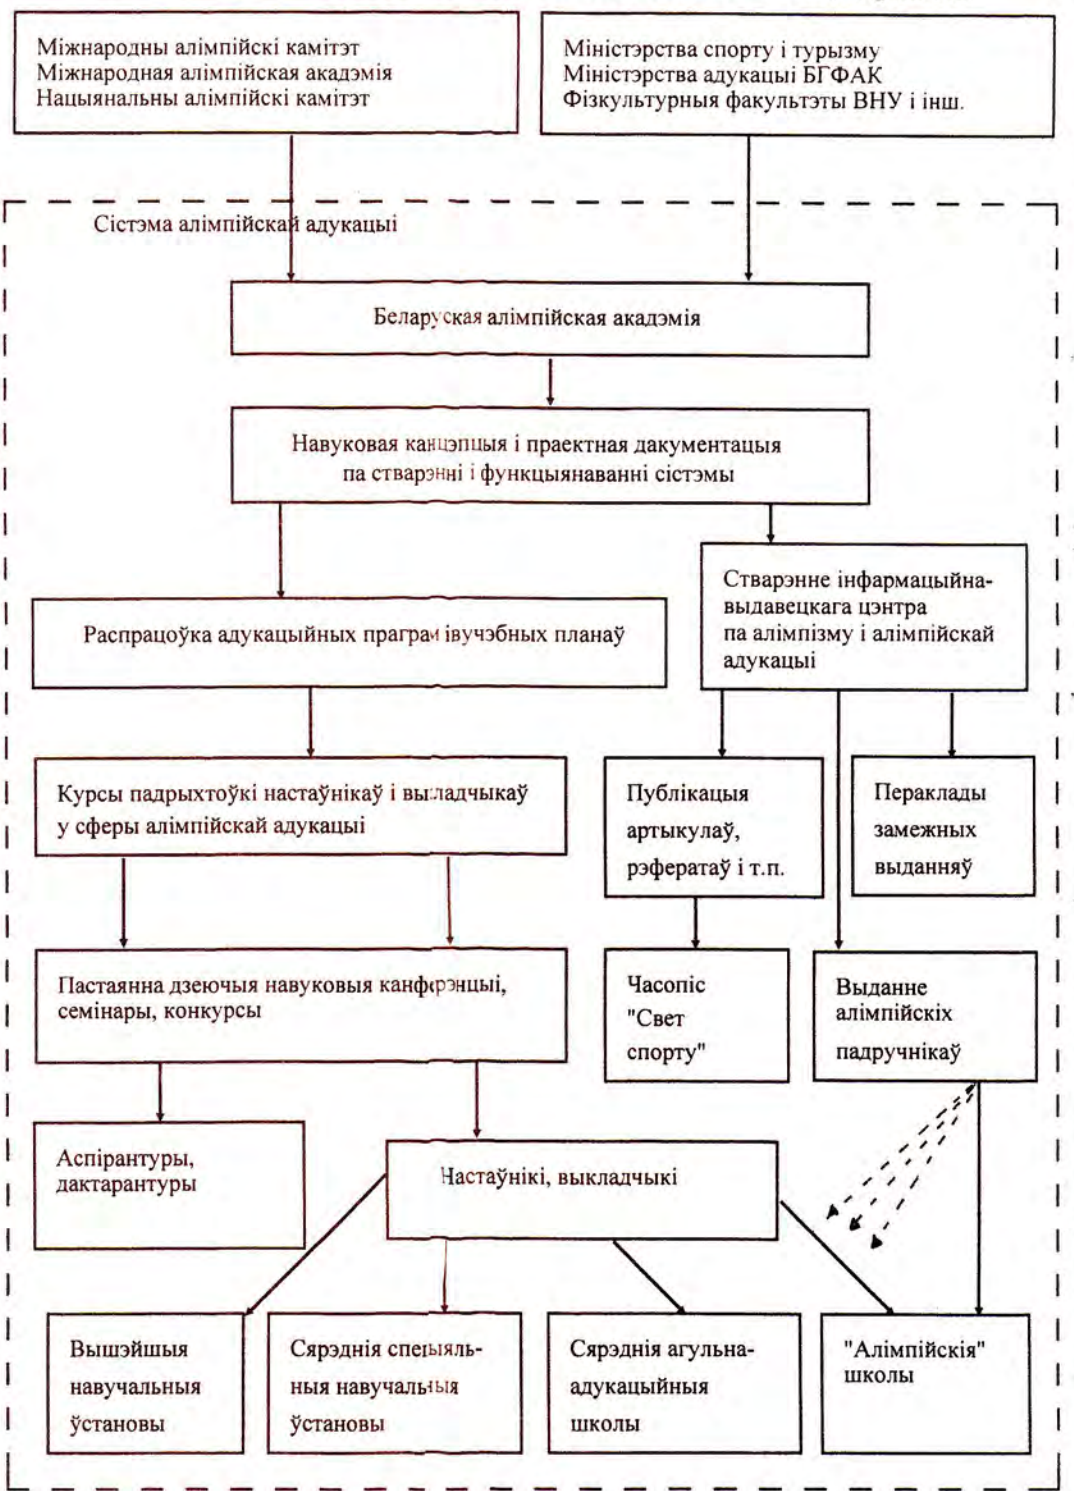 Міжнародны алімпійскі камітэт
Міжнародная алімпійская акадэмія
Нацыянальны алімпійскі камітэт
Міністэрства спорту і турызму
Міністэрства адукацыі БГФАК
Фізкультурныя факультэты ВНУ і інш.
Сістэма алімпійскай адукацыі
Беларуская алімпійская акадэмія
Навуковая канцэпцыя і праектная дакументацыя
па стварэнні і функцыянаванні сістэмы
Стварэнне інфармацыйна-
выдавецкага цэнтра
па алімпізму і алімпійскай
адукацыі
Распрацоўка адукацыйных праграм івучэбных планаў
Курсы падрыхтоўкі настаўнікаў і выкладчыкаў
у сферы алімпійскай адукацыі
Публікацыя
артыкулаў,
рэфератаў і т.п.
Пераклады
замежных
выданняў
Пастаянна дзеючыя навуковыя канферэнцыі,
семінары, конкурсы
Часопіс
"Свет
спорту"
Выданне
алімпійскіх
падручнікаў
Аспірантуры,
дактарантуры
Настаўнікі, выкладчыкі
Вышэйшыя
навучальныя
ўстановы
Сярэднія спецыяль-
ныя навучальныя
ўстановы
Сярэднія агульна-
адукацыйныя
школы
"Алімпійскія"
школы